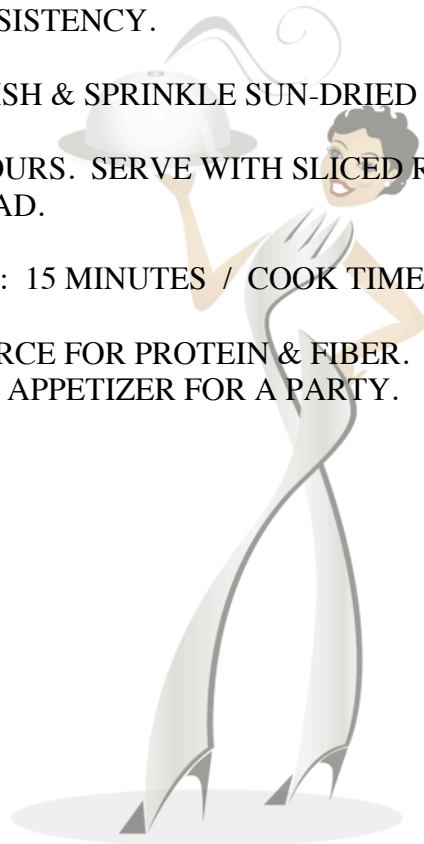 SISTENCY.
ISH & SPRINKLE SUN-DRIED
OURS. SERVE WITH SLICED R
AD.
: 15 MINUTES / COOK TIME
RCE FOR PROTEIN & FIBER.
APPETIZER FOR A PARTY.